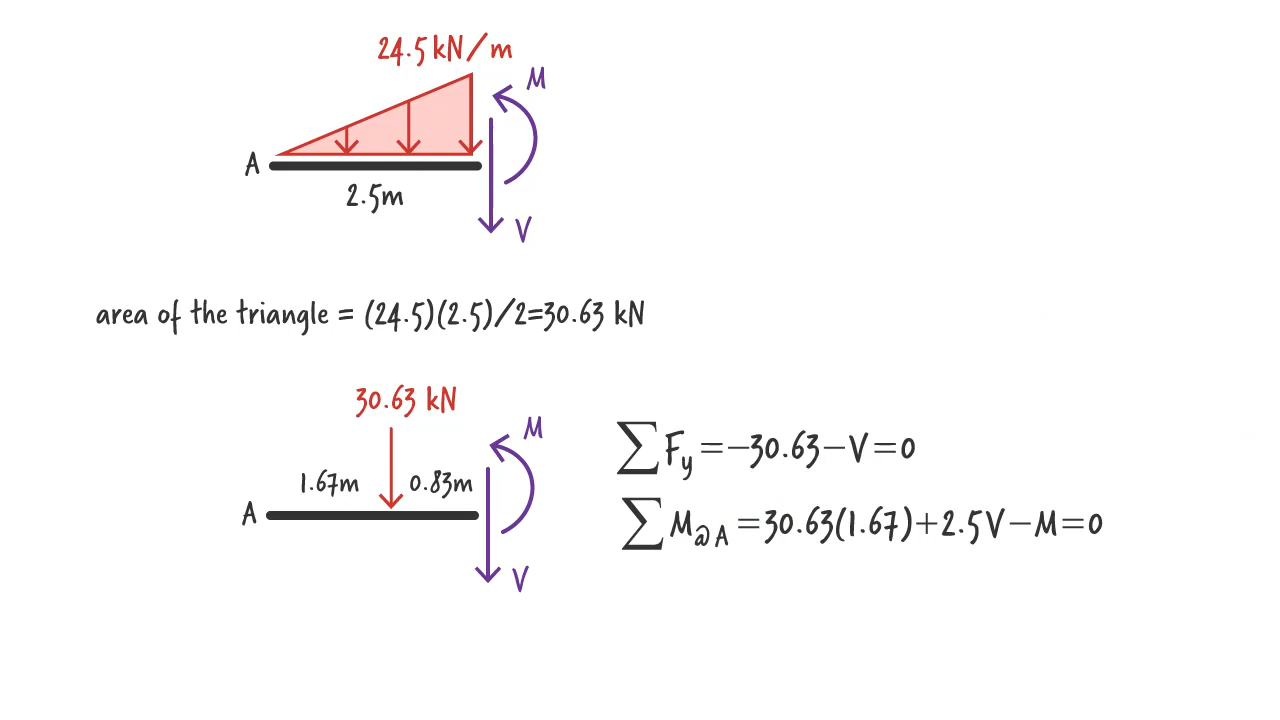 24.5 kN/m
M
A
2.5m
V
area of the triangle = (24.5)(2.5)/2=30.63 kN
30.63 kN
M
1.67m
0.83m
A
V
∑Fy=−30.63−V=0
∑M@A=30.63(1.67)+2.5V−M=0